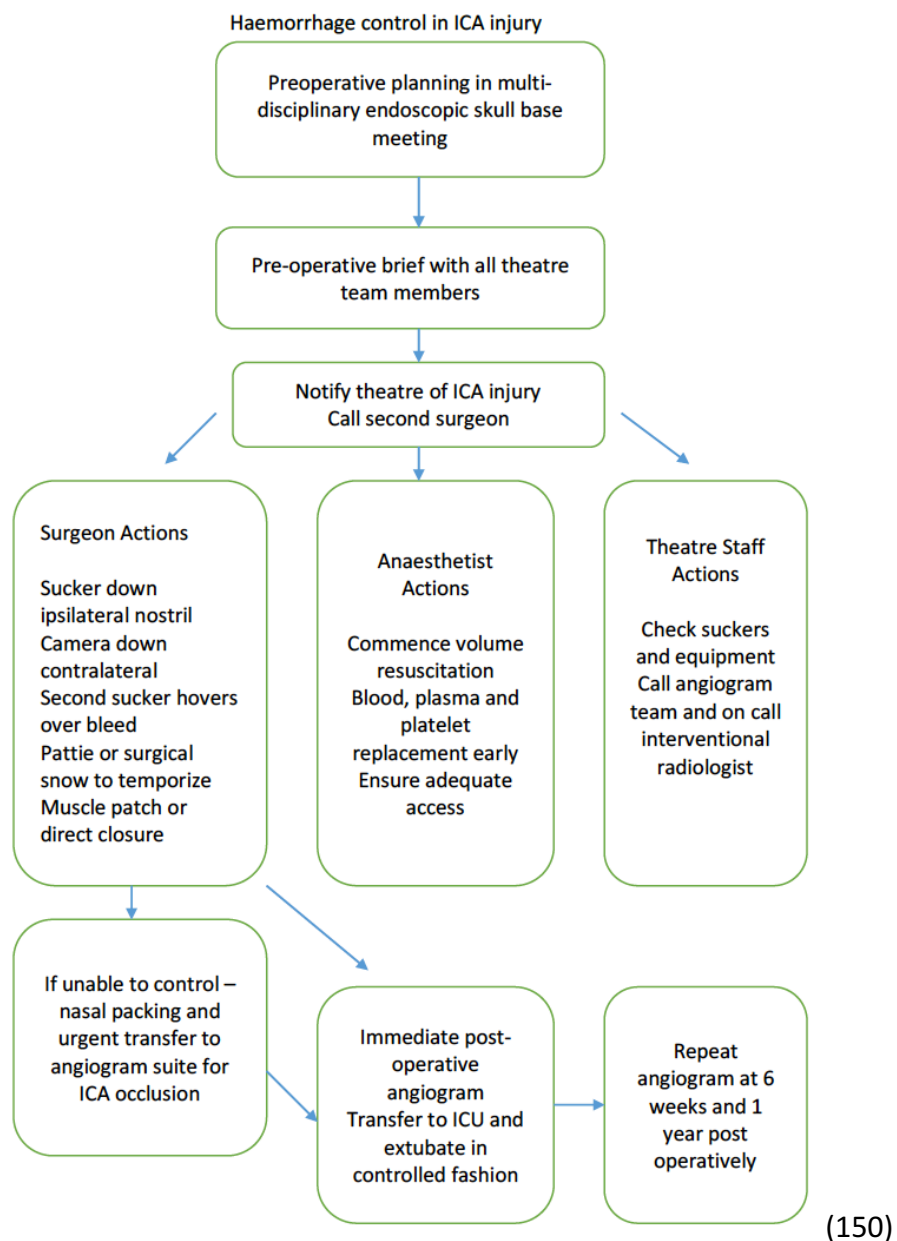 Haemorrhage control in ICA injury
Preoperative planning in multi-
disciplinary endoscopic skull base
meeting
Pre-operative brief with all theatre
team members
Notify theatre of ICA injury
Call second surgeon
Surgeon Actions
Sucker down
ipsilateral nostril
Camera down
contralateral
Second sucker hovers
over bleed
Pattie or surgical
snow to temporize
Muscle patch or
direct closure
Anaesthetist
Actions
Commence volume
resuscitation
Blood, plasma and
platelet
replacement early
Ensure adequate
access
Theatre Staff
Actions
Check suckers
and equipment
Call angiogram
team and on call
interventional
radiologist
If unable to control –
nasal packing and
urgent transfer to
angiogram suite for
ICA occlusion
Immediate post-
operative
angiogram
Transfer to ICU and
extubate in
controlled fashion
Repeat
angiogram at 6
weeks and 1
year post
operatively
(150)